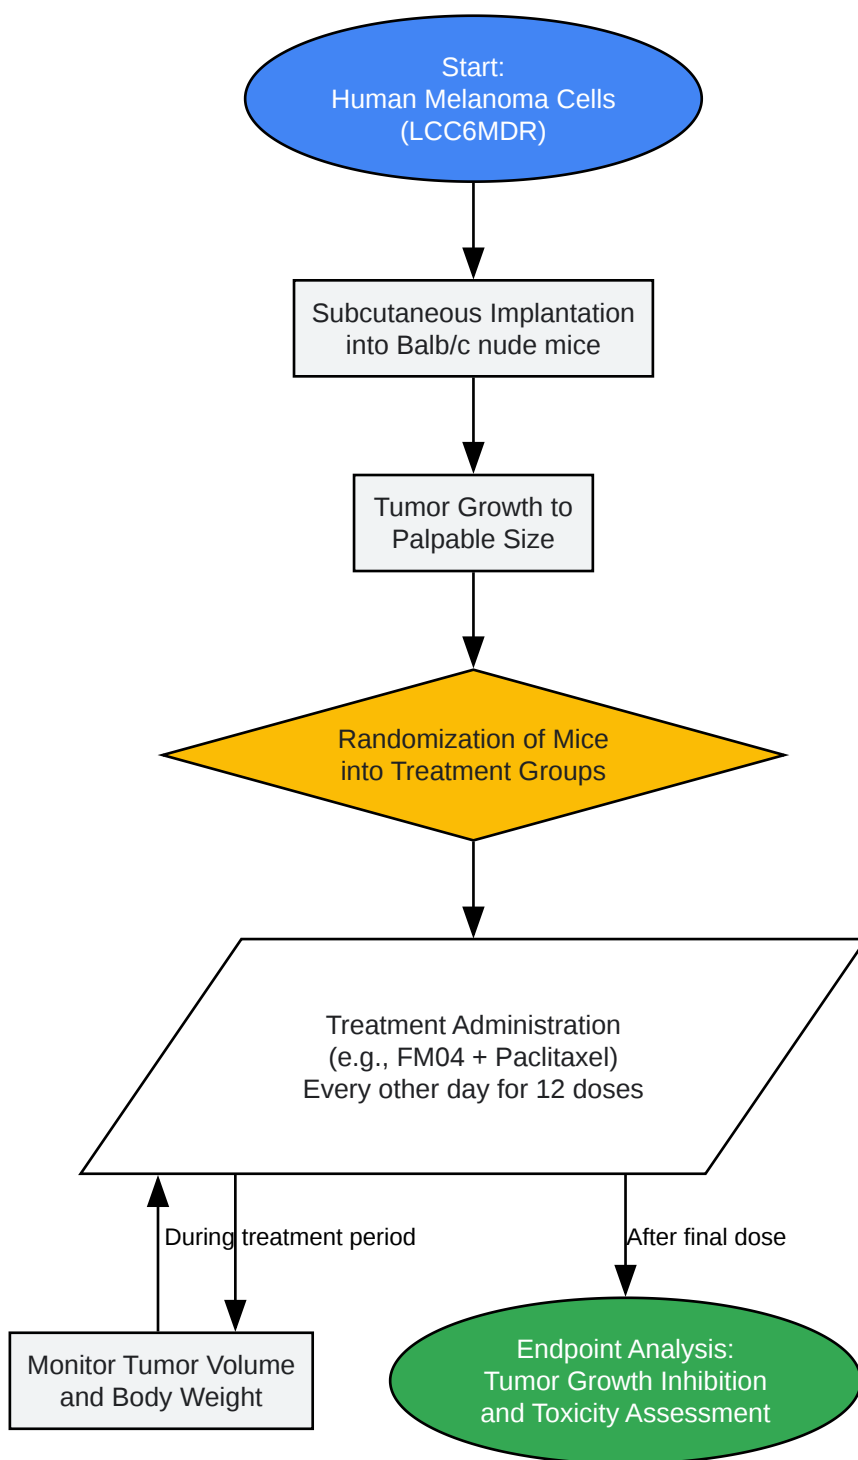 Start:
Human Melanoma Cells
(LCC6MDR)
Subcutaneous Implantation
into Balb/c nude mice
Tumor Growth to
Palpable Size
Randomization of Mice
into Treatment Groups
Treatment Administration
(e.g., FM04 + Paclitaxel)
Every other day for 12 doses
During treatment period
After final dose
Monitor Tumor Volume
and Body Weight
Endpoint Analysis:
Tumor Growth Inhibition
and Toxicity Assessment